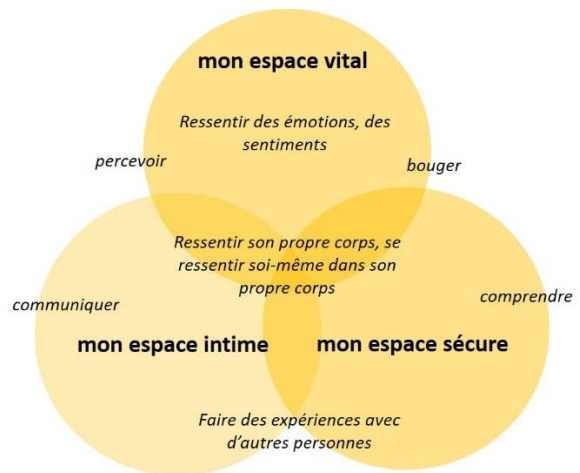 mon espace vital
Ressentir des émotions, des
sentiments
percevoir
bouger
Ressentir son propre corps, se
ressentir soi-même dans son
propre corps
communiquer
comprendre
mon espace intime
mon espace sécure
Faire des expériences avec
d'autres personnes